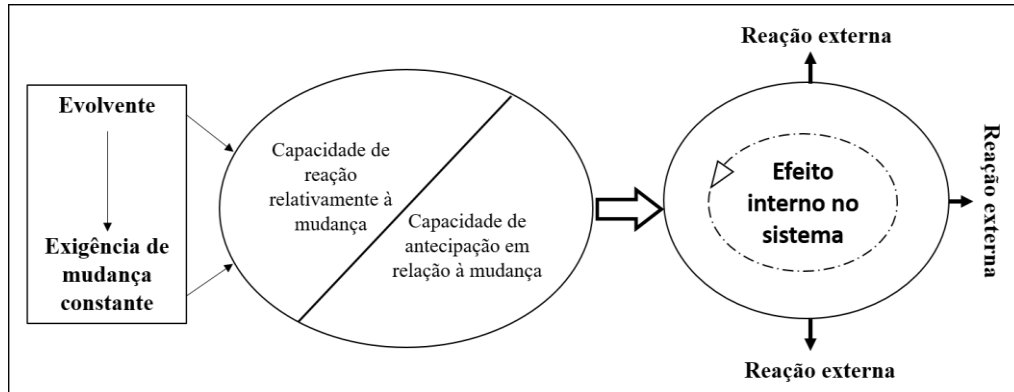 Evolvente
Exigência de
mudança
constante
Capacidade de
reação
relativamente à
mudança
Capacidade de
antecipação em
relação à mudança
Reação externa
Efeito
interno no
sistema
Reação externa
Reação externa